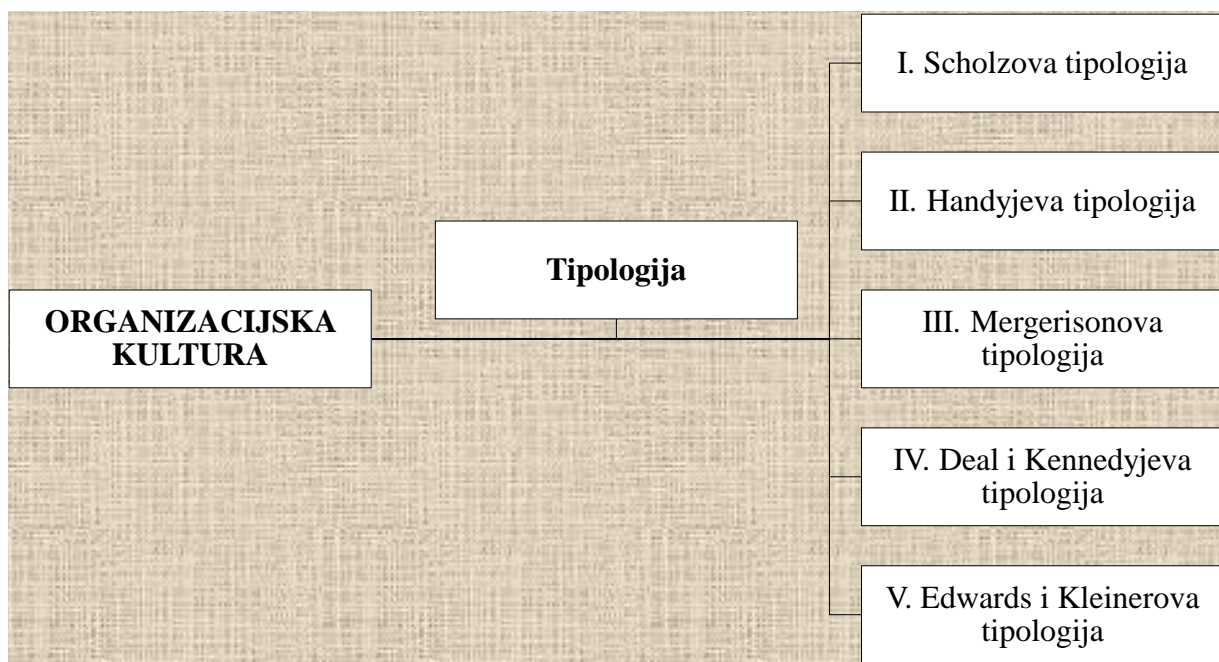 ORGANIZACIJSKA
KULTURA
Tipologija
I. Scholzova tipologija
II. Handyjeva tipologija
III. Mergerisonova
tipologija
IV. Deal i Kennedyjeva
tipologija
V. Edwards i Kleinerova
tipologija